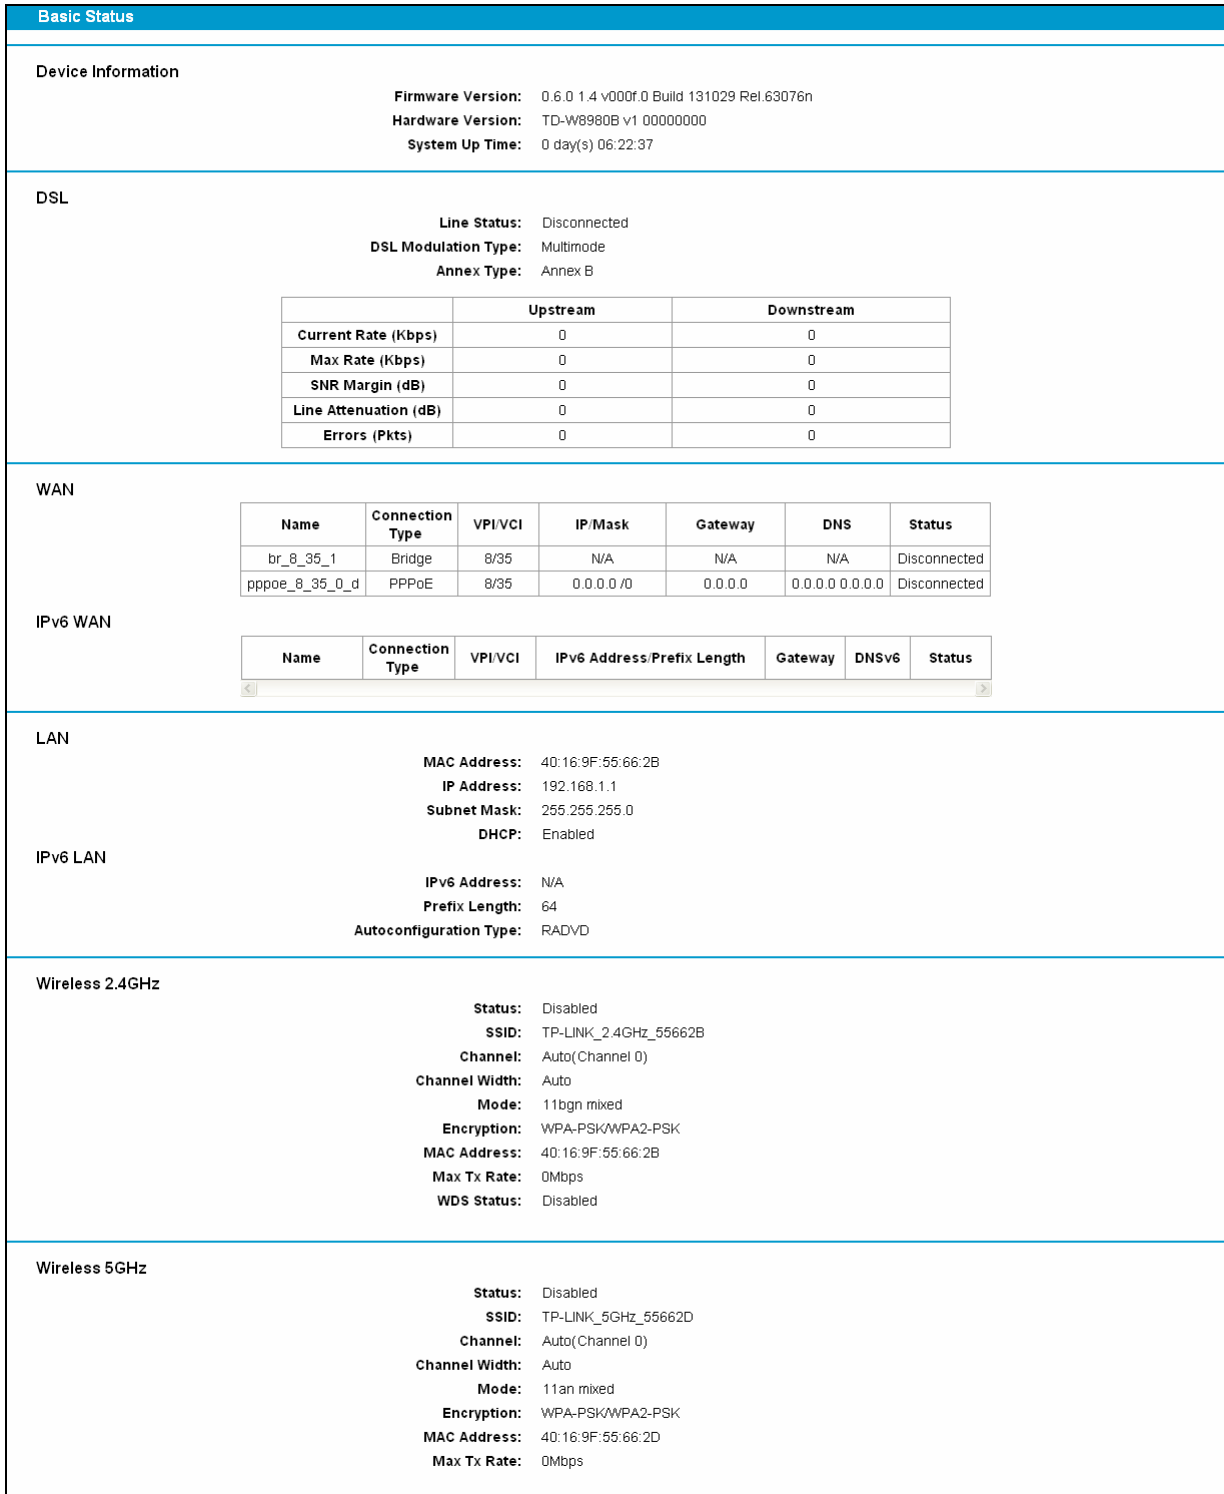 Basic Status
Device Information
Firmware Version: 0.6.0 1.4 v000f.0 Build 131029 Rel.63076n
Hardware Version: TD-W8980B v1 00000000
System Up Time: 0 day(s) 06:22:37
DSL
Line Status: Disconnected
DSL Modulation Type: Multimode
Annex Type: Annex B
Upstream Downstream
Current Rate (Kbps) 0 0
Max Rate (Kbps) 0 0
SNR Margin (dB) 0 0
Line Attenuation (dB) 0 0
Errors (Pkts) 0 0
WAN
Name Connection Type VPI/VCI IP/Mask Gateway DNS Status
br_8_35_1 Bridge 8/35 N/A N/A N/A Disconnected
pppoe_8_35_0_d PPPoE 8/35 0.0.0.0 /0 0.0.0.0 0.0.0.0 0.0.0.0 Disconnected
IPv6 WAN
Name Connection Type VPI/VCI IPv6 Address/Prefix Length Gateway DNSv6 Status
LAN
MAC Address: 40:16:9F:55:66:2B
IP Address: 192.168.1.1
Subnet Mask: 255.255.255.0
DHCP: Enabled
IPv6 LAN
IPv6 Address: N/A
Prefix Length: 64
Autoconfiguration Type: RADVD
Wireless 2.4GHz
Status: Disabled
SSID: TP-LINK_2.4GHz_55662B
Channel: Auto(Channel 0)
Channel Width: Auto
Mode: 11bgn mixed
Encryption: WPA-PSK/WPA2-PSK
MAC Address: 40:16:9F:55:66:2B
Max Tx Rate: 0Mbps
WDS Status: Disabled
Wireless 5GHz
Status: Disabled
SSID: TP-LINK_5GHz_55662D
Channel: Auto(Channel 0)
Channel Width: Auto
Mode: 11an mixed
Encryption: WPA-PSK/WPA2-PSK
MAC Address: 40:16:9F:55:66:2D
Max Tx Rate: 0Mbps